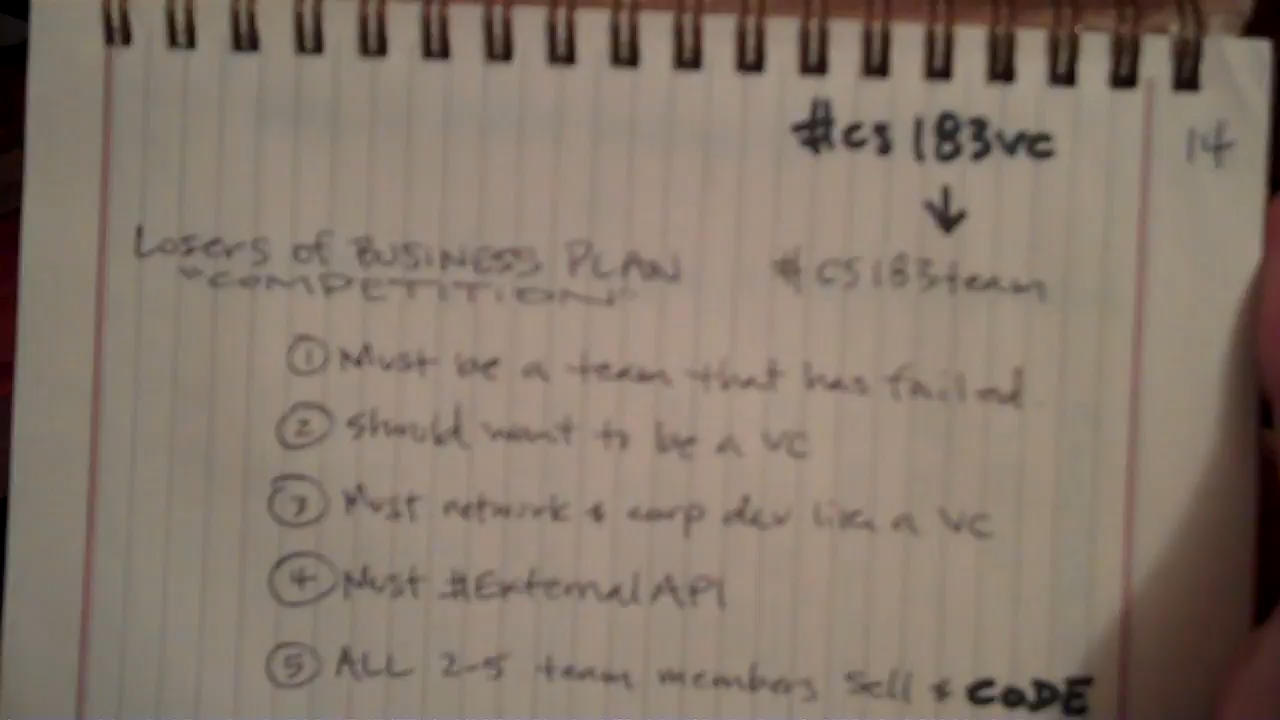 #cs183vc
14
↓
Losers of BUSINESS PLAN
"COMPETITION"
#cs183team
① Must be a team that has failed
② Should want to be a VC
③ Must network & corp dev like a VC
④ Must #ExternalAPI
⑤ ALL 2-5 team members sell & CODE